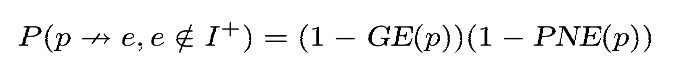 P(p ↛ e, e ∉ I⁺) = (1 − GE(p))(1 − PNE(p))